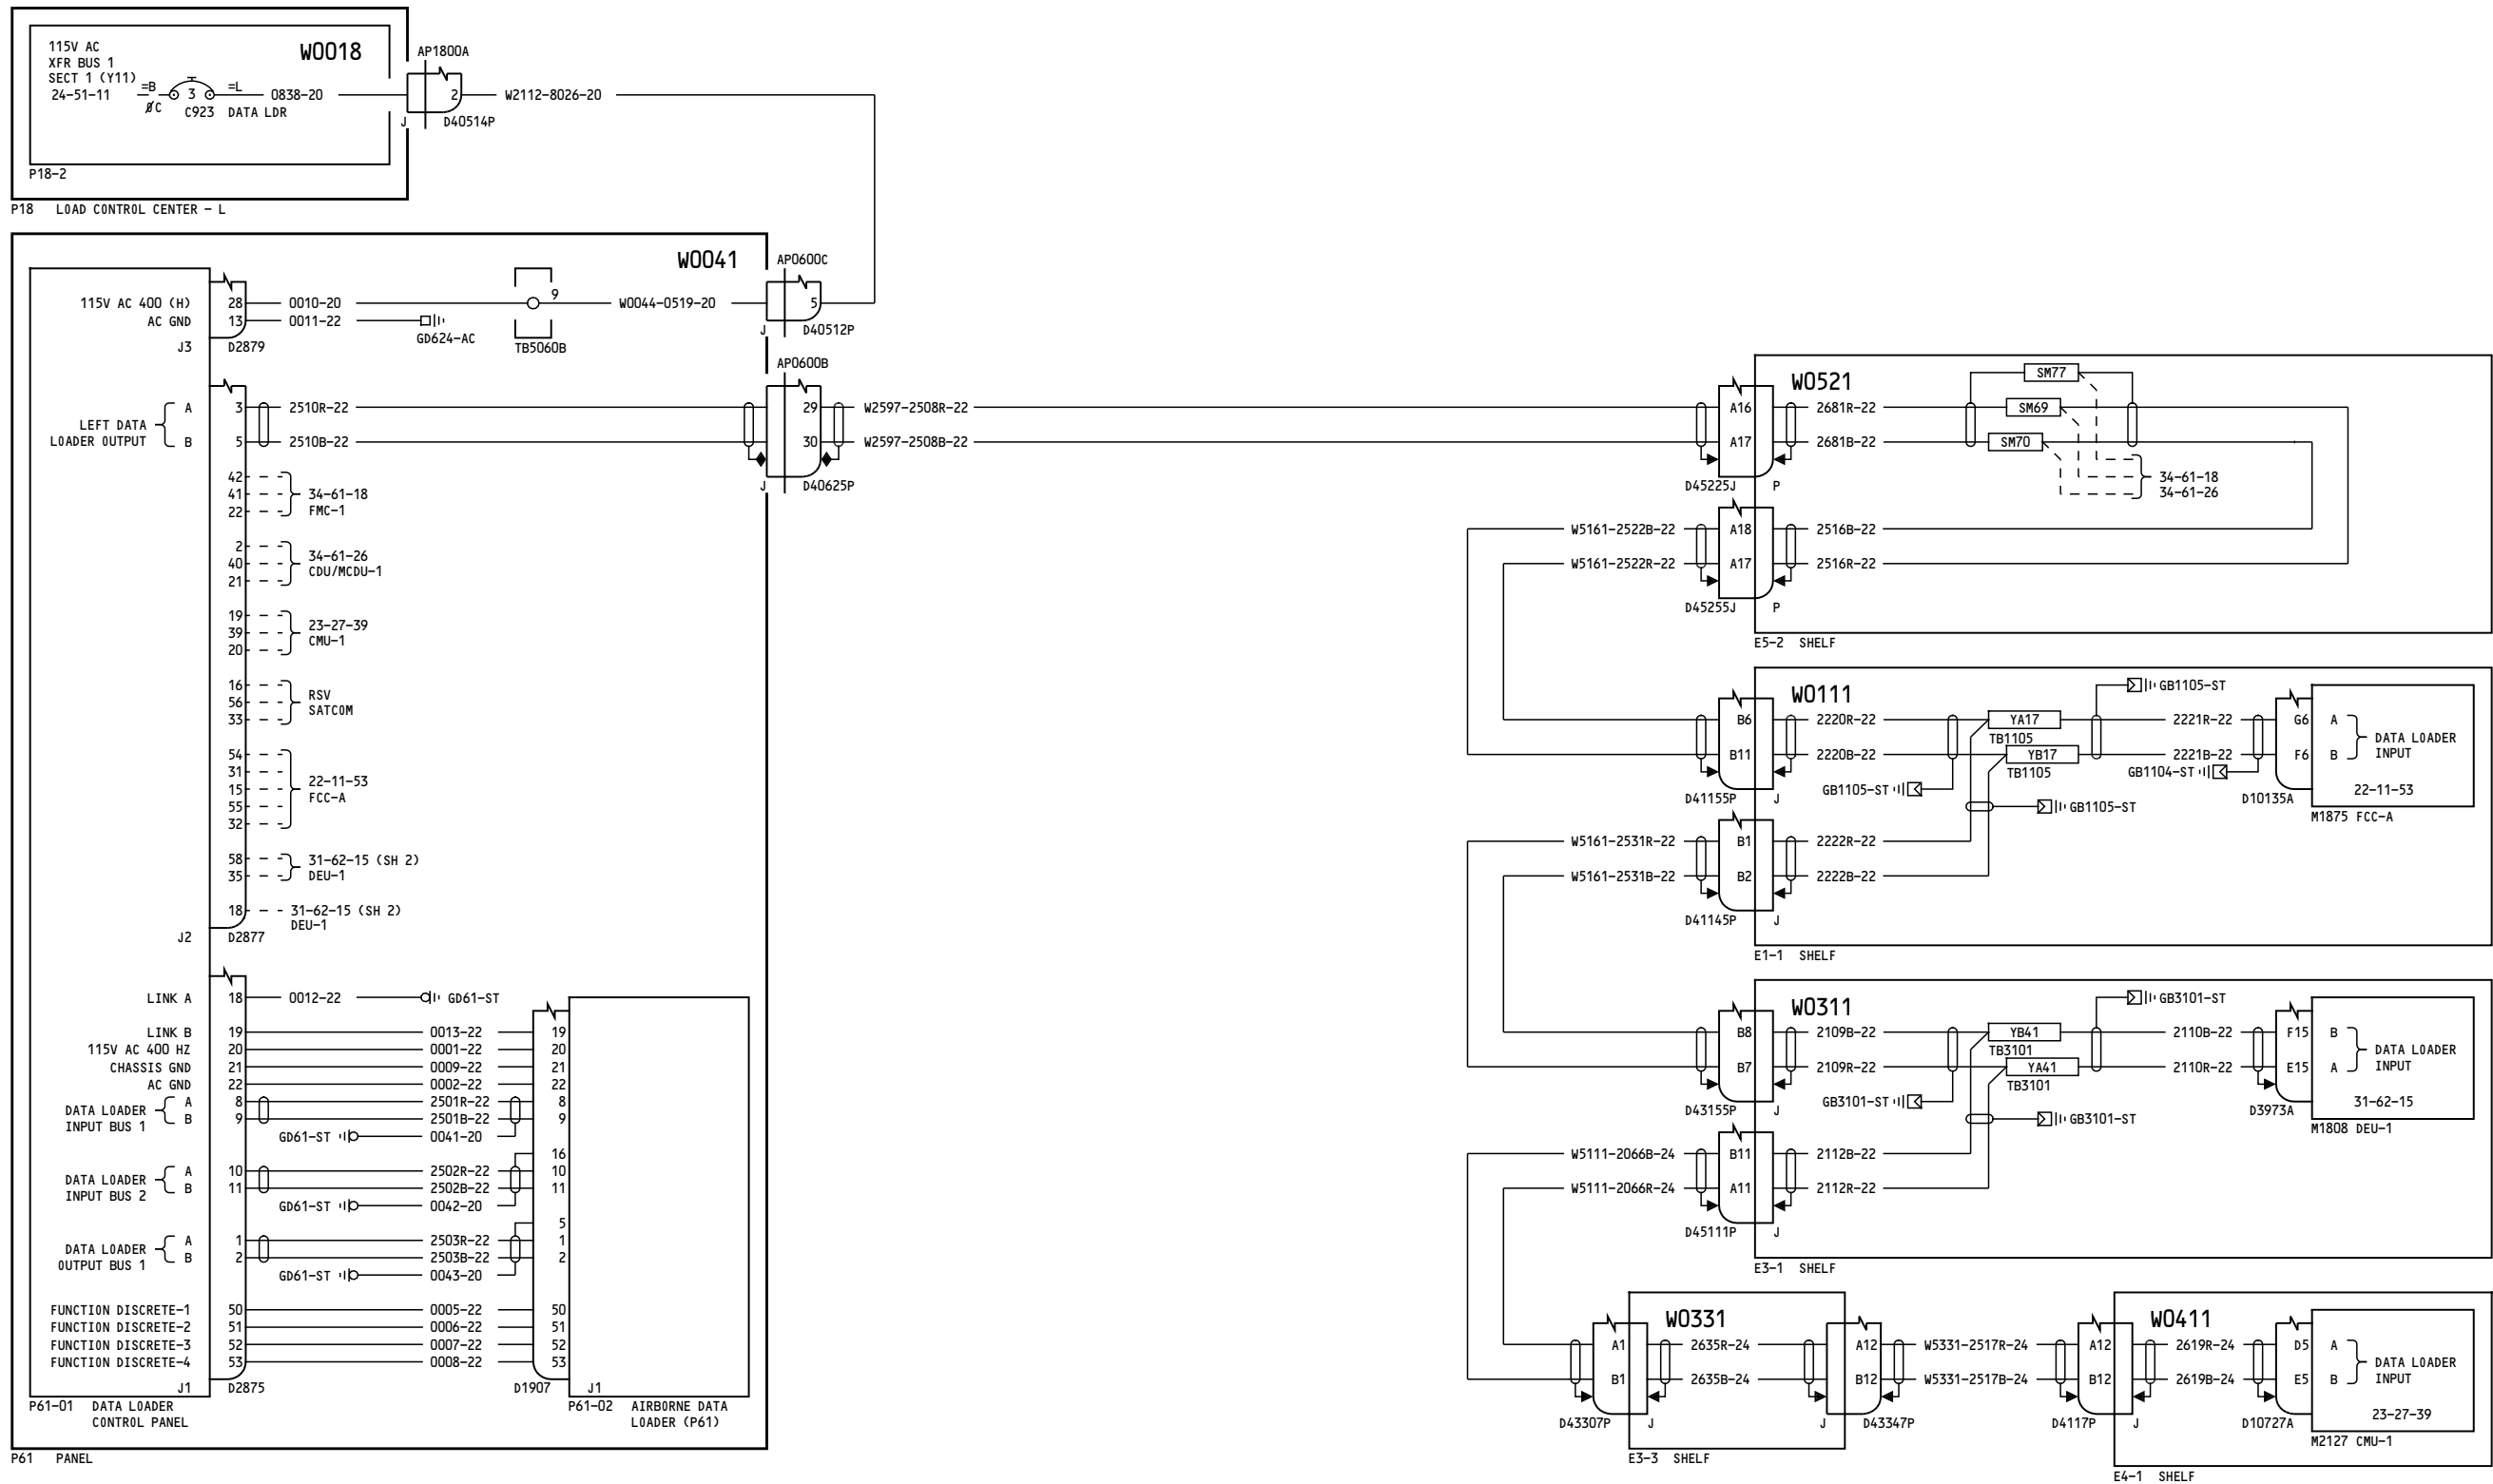 115V AC
XFR BUS 1
SECT 1 (Y11)
24-51-11
=B
ØC
3
C923
=L
DATA LDR
0838-20
W0018
P18-2
P18 LOAD CONTROL CENTER - L
AP1800A
2
J
D40514P
W2112-8026-20
W0041
115V AC 400 (H) 28 0010-20
AC GND 13 0011-22
GD624-AC
J3 D2879
9
TB5060B
W0044-0519-20
AP0600C
5
J D40512P
AP0600B
LEFT DATA
LOADER OUTPUT
A 3 2510R-22 29 W2597-2508R-22
B 5 2510B-22 30 W2597-2508B-22
J D40625P
42
41
22
34-61-18
FMC-1
2
40
21
34-61-26
CDU/MCDU-1
19
39
20
23-27-39
CMU-1
16
56
33
RSV
SATCOM
54
31
15
55
32
22-11-53
FCC-A
58
35
31-62-15 (SH 2)
DEU-1
18 31-62-15 (SH 2)
DEU-1
J2 D2877
LINK A 18 0012-22 GD61-ST
LINK B 19 0013-22 19
115V AC 400 HZ 20 0001-22 20
CHASSIS GND 21 0009-22 21
AC GND 22 0002-22 22
DATA LOADER
INPUT BUS 1
A 8 2501R-22 8
B 9 2501B-22 9
GD61-ST 0041-20
16
DATA LOADER
INPUT BUS 2
A 10 2502R-22 10
B 11 2502B-22 11
GD61-ST 0042-20
5
DATA LOADER
OUTPUT BUS 1
A 1 2503R-22 1
B 2 2503B-22 2
GD61-ST 0043-20
FUNCTION DISCRETE-1 50 0005-22 50
FUNCTION DISCRETE-2 51 0006-22 51
FUNCTION DISCRETE-3 52 0007-22 52
FUNCTION DISCRETE-4 53 0008-22 53
J1 D2875
D1907 J1
P61-01 DATA LOADER
CONTROL PANEL
P61-02 AIRBORNE DATA
LOADER (P61)
P61 PANEL
W0521
SM77
A16 2681R-22 SM69
A17 2681B-22 SM70
34-61-18
34-61-26
D45225J P
W5161-2522B-22 A18 2516B-22
W5161-2522R-22 A17 2516R-22
D45255J P
E5-2 SHELF
W0111
GB1105-ST
B6 2220R-22 YA17 2221R-22 G6 A
TB1105
B11 2220B-22 YB17 2221B-22 F6 B
TB1105
DATA LOADER
INPUT
GB1104-ST
GB1105-ST
22-11-53
D41155P J
GB1105-ST
D10135A
M1875 FCC-A
W5161-2531R-22 B1 2222R-22
W5161-2531B-22 B2 2222B-22
D41145P J
E1-1 SHELF
W0311
GB3101-ST
B8 2109B-22 YB41 2110B-22 F15 B
TB3101
B7 2109R-22 YA41 2110R-22 E15 A
TB3101
DATA LOADER
INPUT
GB3101-ST
31-62-15
D43155P J
GB3101-ST
D3973A
M1808 DEU-1
W5111-2066B-24 B11 2112B-22
W5111-2066R-24 A11 2112R-22
D45111P J
E3-1 SHELF
W0331
W0411
A1 2635R-24 A12 W5331-2517R-24 A12 2619R-24 D5 A
B1 2635B-24 B12 W5331-2517B-24 B12 2619B-24 E5 B
DATA LOADER
INPUT
23-27-39
D43307P J
J D43347P
D4117P J
D10727A
M2127 CMU-1
E3-3 SHELF
E4-1 SHELF